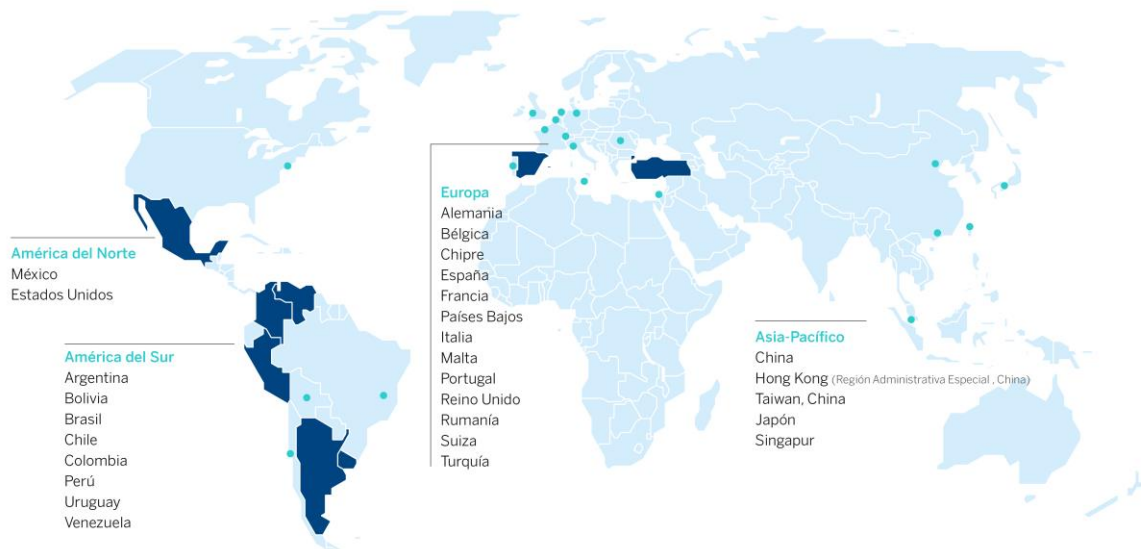 América del Norte
México
Estados Unidos
América del Sur
Argentina
Bolivia
Brasil
Chile
Colombia
Perú
Uruguay
Venezuela
Europa
Alemania
Bélgica
Chipre
España
Francia
Países Bajos
Italia
Malta
Portugal
Reino Unido
Rumanía
Suiza
Turquía
Asia-Pacífico
China
Hong Kong (Región Administrativa Especial , China)
Taiwan, China
Japón
Singapur